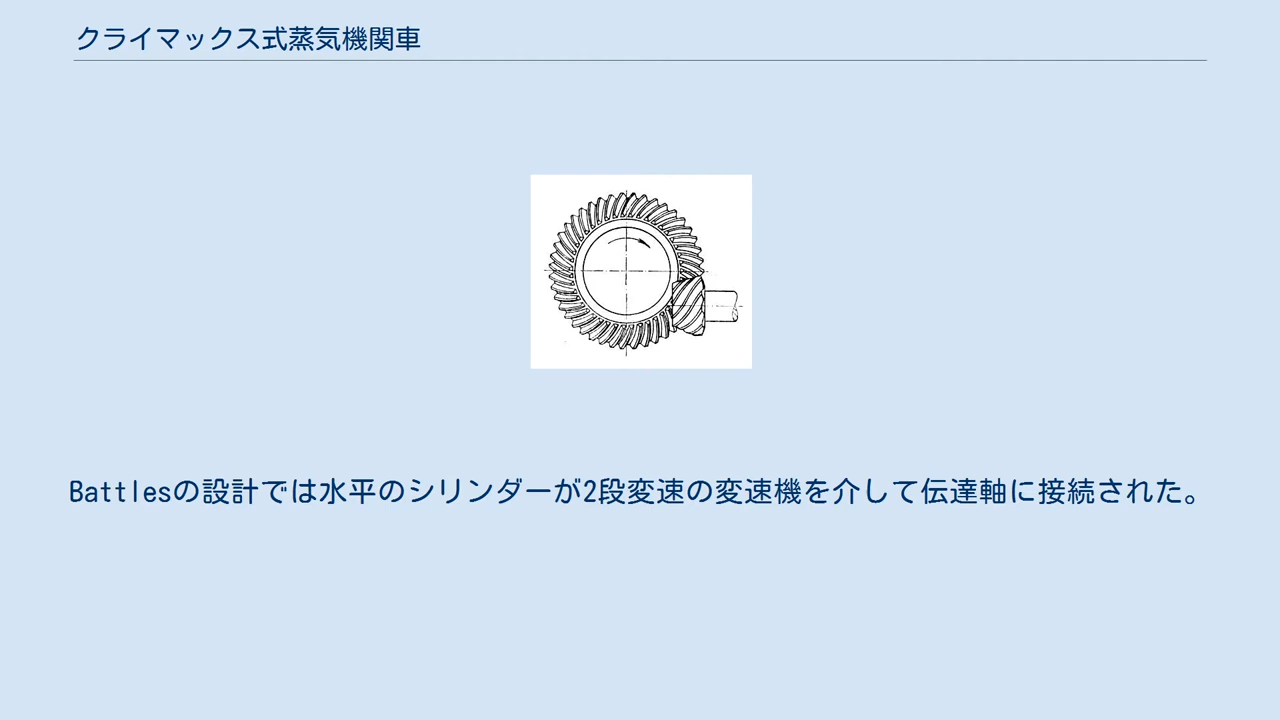 クライマックス式蒸気機関車
Battlesの設計では水平のシリンダーが2段変速の変速機を介して伝達軸に接続された。